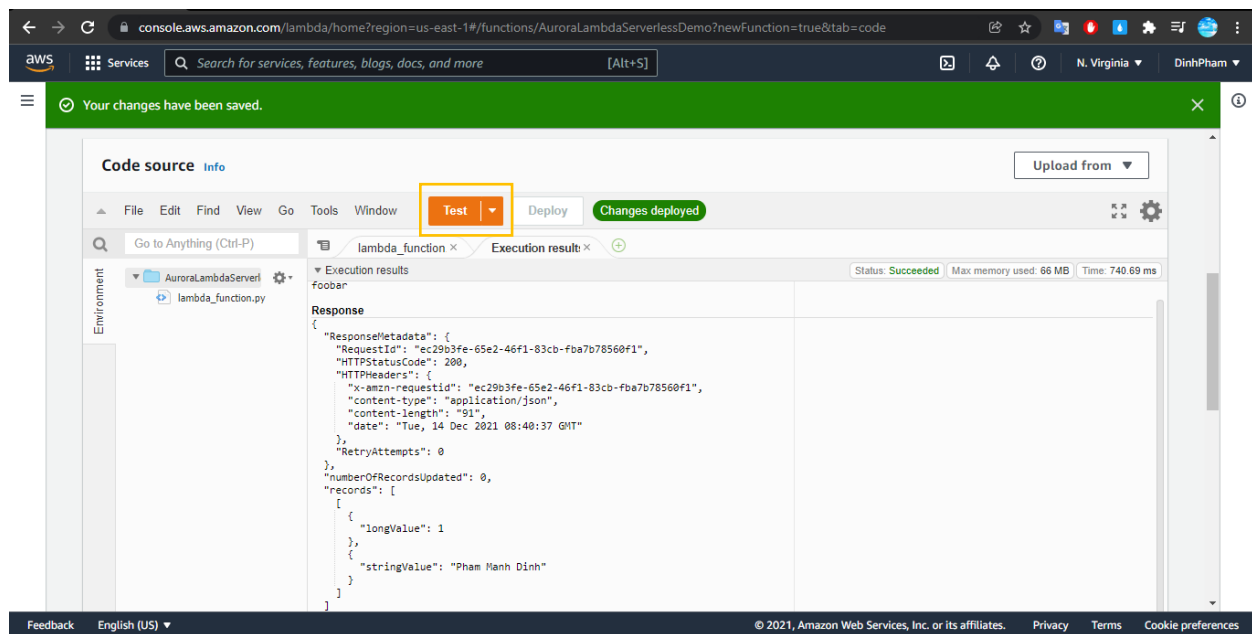 console.aws.amazon.com/lambda/home?region=us-east-1#/functions/AuroraLambdaServerlessDemo?newFunction=true&tab=code
aws Services Search for services, features, blogs, docs, and more [Alt+S] N. Virginia DinhPham
Your changes have been saved.
Code source Info Upload from
File Edit Find View Go Tools Window Test Deploy Changes deployed
Go to Anything (Ctrl-P) lambda_function × Execution results ×
Environment
AuroraLambdaServerl
lambda_function.py
Execution results Status: Succeeded Max memory used: 66 MB Time: 740.69 ms
foobar
Response
{
"ResponseMetadata": {
"RequestId": "ec29b3fe-65e2-46f1-83cb-fba7b78560f1",
"HTTPStatusCode": 200,
"HTTPHeaders": {
"x-amzn-requestid": "ec29b3fe-65e2-46f1-83cb-fba7b78560f1",
"content-type": "application/json",
"content-length": "91",
"date": "Tue, 14 Dec 2021 08:40:37 GMT"
},
"RetryAttempts": 0
},
"numberOfRecordsUpdated": 0,
"records": [
[
{
"longValue": 1
},
{
"stringValue": "Pham Manh Dinh"
}
]
]
Feedback English (US) © 2021, Amazon Web Services, Inc. or its affiliates. Privacy Terms Cookie preferences